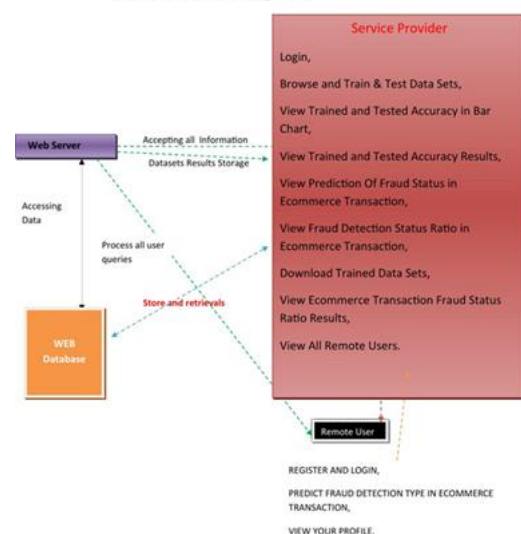 Service Provider
Login,
Browse and Train & Test Data Sets,
View Trained and Tested Accuracy in Bar
Chart,
View Trained and Tested Accuracy Results,
View Prediction Of Fraud Status in
Ecommerce Transaction,
View Fraud Detection Status Ratio in
Ecommerce Transaction,
Download Trained Data Sets,
View Ecommerce Transaction Fraud Status
Ratio Results,
View All Remote Users.
Web Server
Accepting all Information
Datasets Results Storage
Accessing
Data
Process all user
queries
Store and retrievals
WEB
Database
Remote User
REGISTER AND LOGIN,
PREDICT FRAUD DETECTION TYPE IN ECOMMERCE
TRANSACTION,
VIEW YOUR PROFILE.